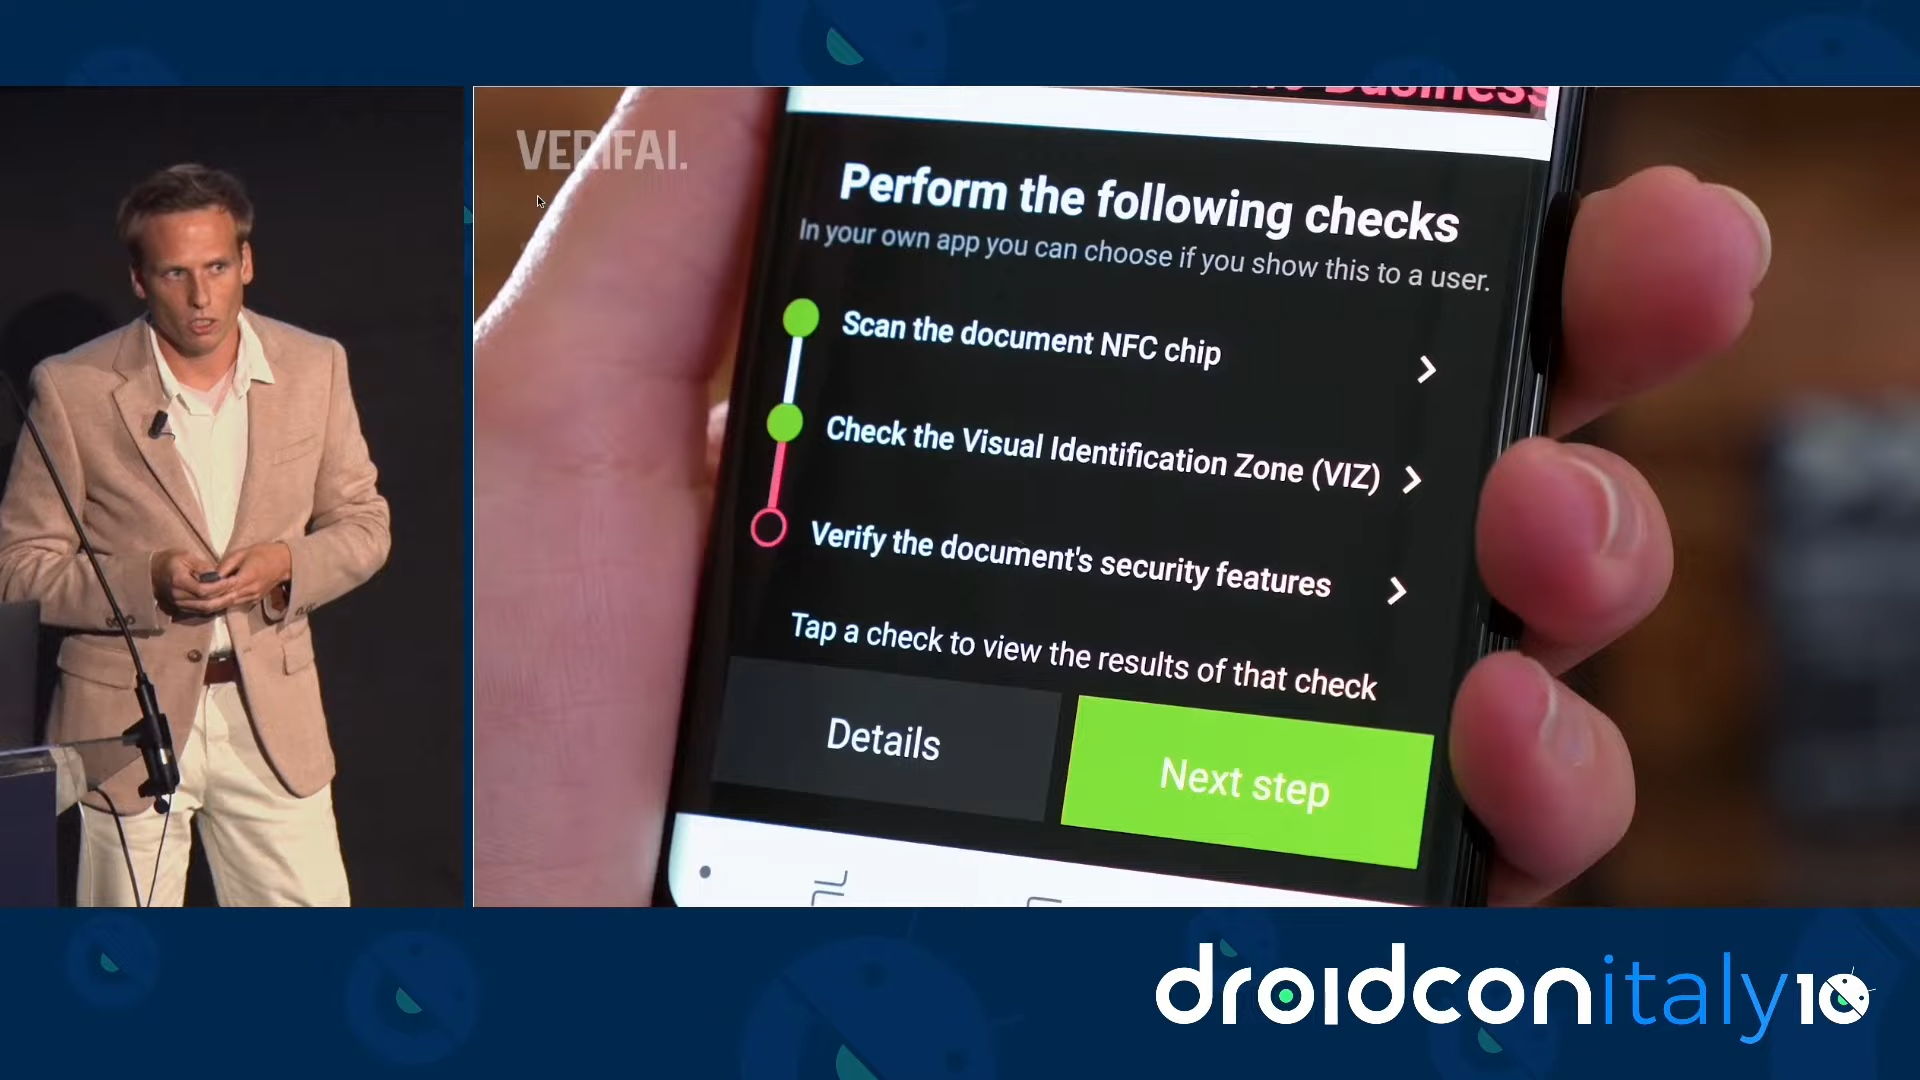 Business
VERIFAI.
Perform the following checks
In your own app you can choose if you show this to a user.
Scan the document NFC chip
Check the Visual Identification Zone (VIZ)
Verify the document's security features
Tap a check to view the results of that check
Details
Next step
droidconitaly10